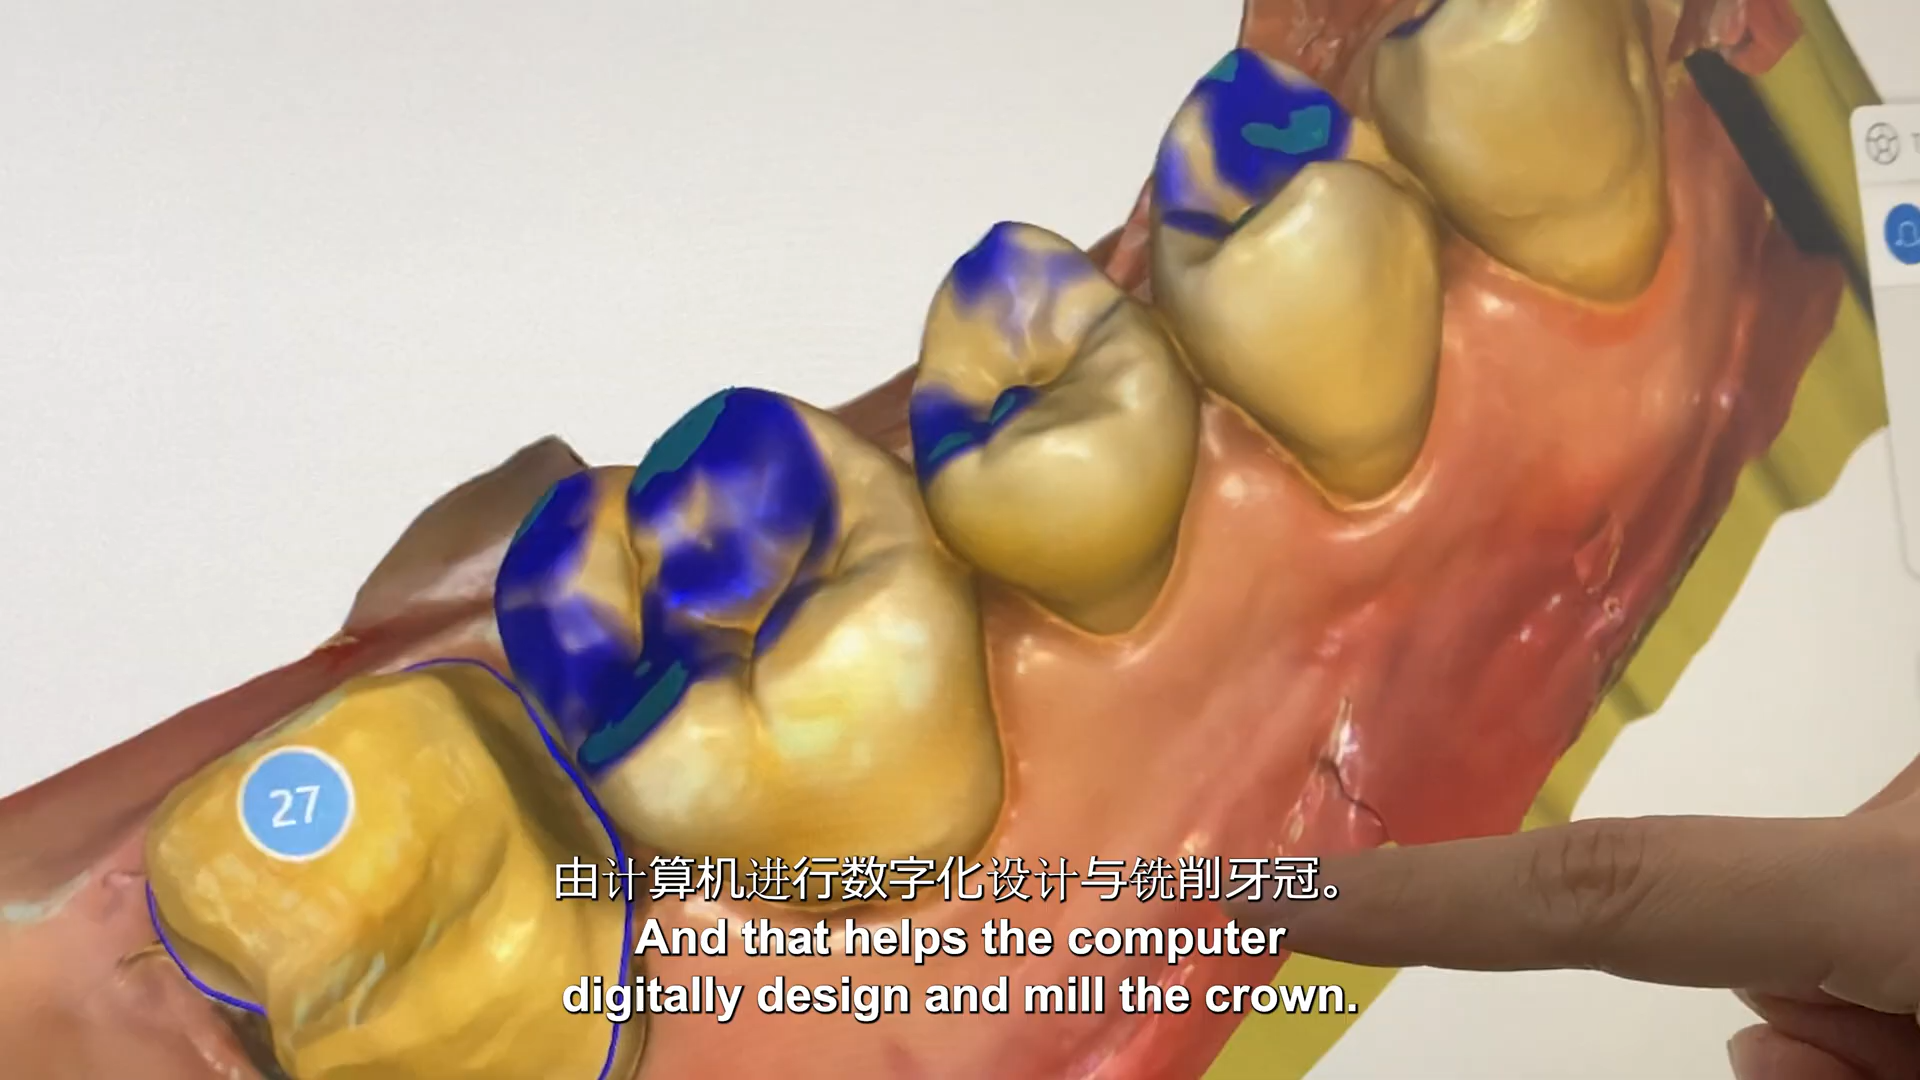 27
由计算机进行数字化设计与铣削牙冠。
And that helps the computer
digitally design and mill the crown.